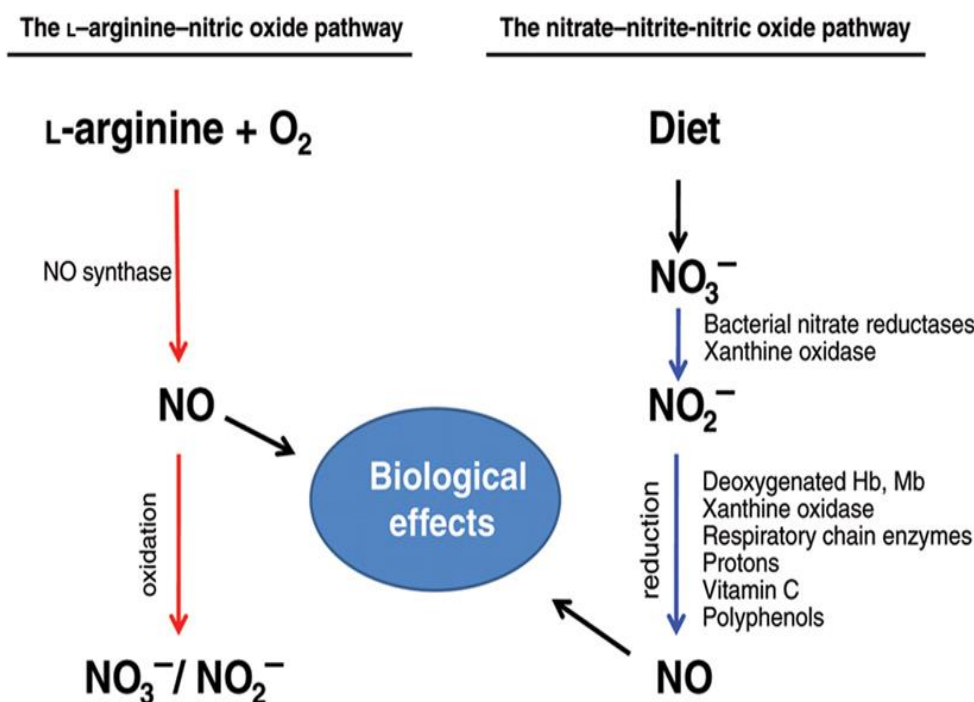 The L–arginine–nitric oxide pathway
L-arginine + O₂
NO synthase
NO
oxidation
NO₃⁻/ NO₂⁻
Biological
effects
The nitrate–nitrite-nitric oxide pathway
Diet
NO₃⁻
Bacterial nitrate reductases
Xanthine oxidase
NO₂⁻
reduction
Deoxygenated Hb, Mb
Xanthine oxidase
Respiratory chain enzymes
Protons
Vitamin C
Polyphenols
NO